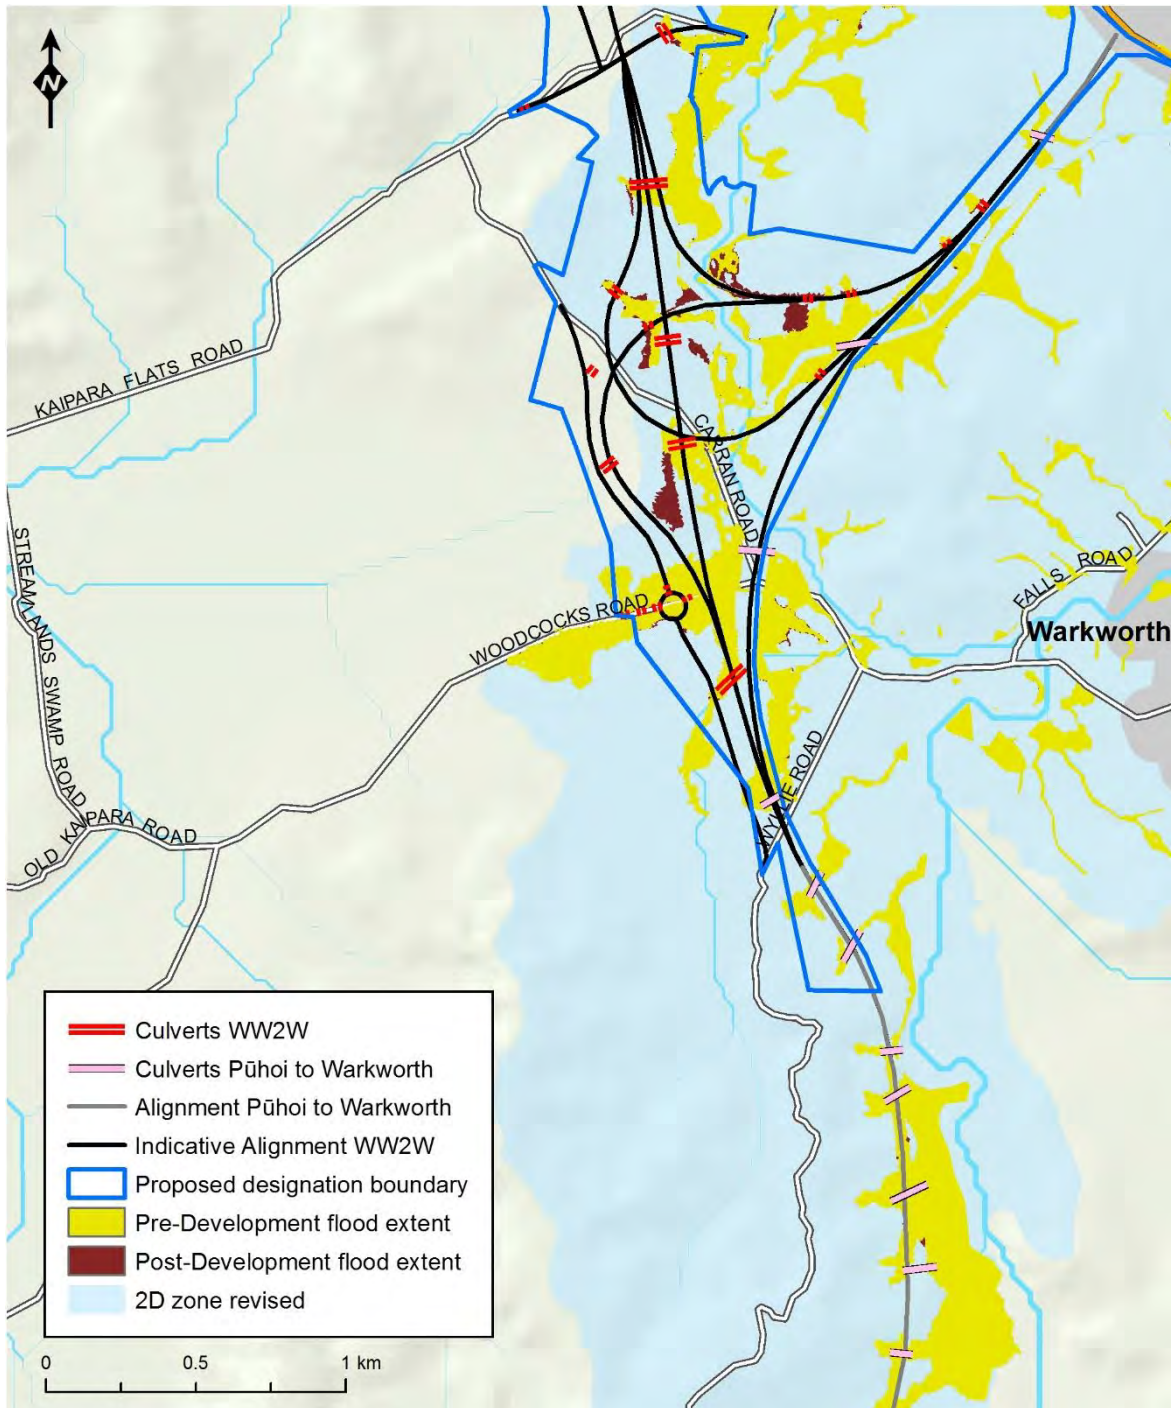 N
KAIPARA FLATS ROAD
CARRAN ROAD
STREAMLANDS SWAMP ROAD
FALLS ROAD
Warkworth
WOODCOCKS ROAD
WYLLIE ROAD
OLD KAIPARA ROAD
Culverts WW2W
Culverts Pūhoi to Warkworth
Alignment Pūhoi to Warkworth
Indicative Alignment WW2W
Proposed designation boundary
Pre-Development flood extent
Post-Development flood extent
2D zone revised
0 0.5 1 km